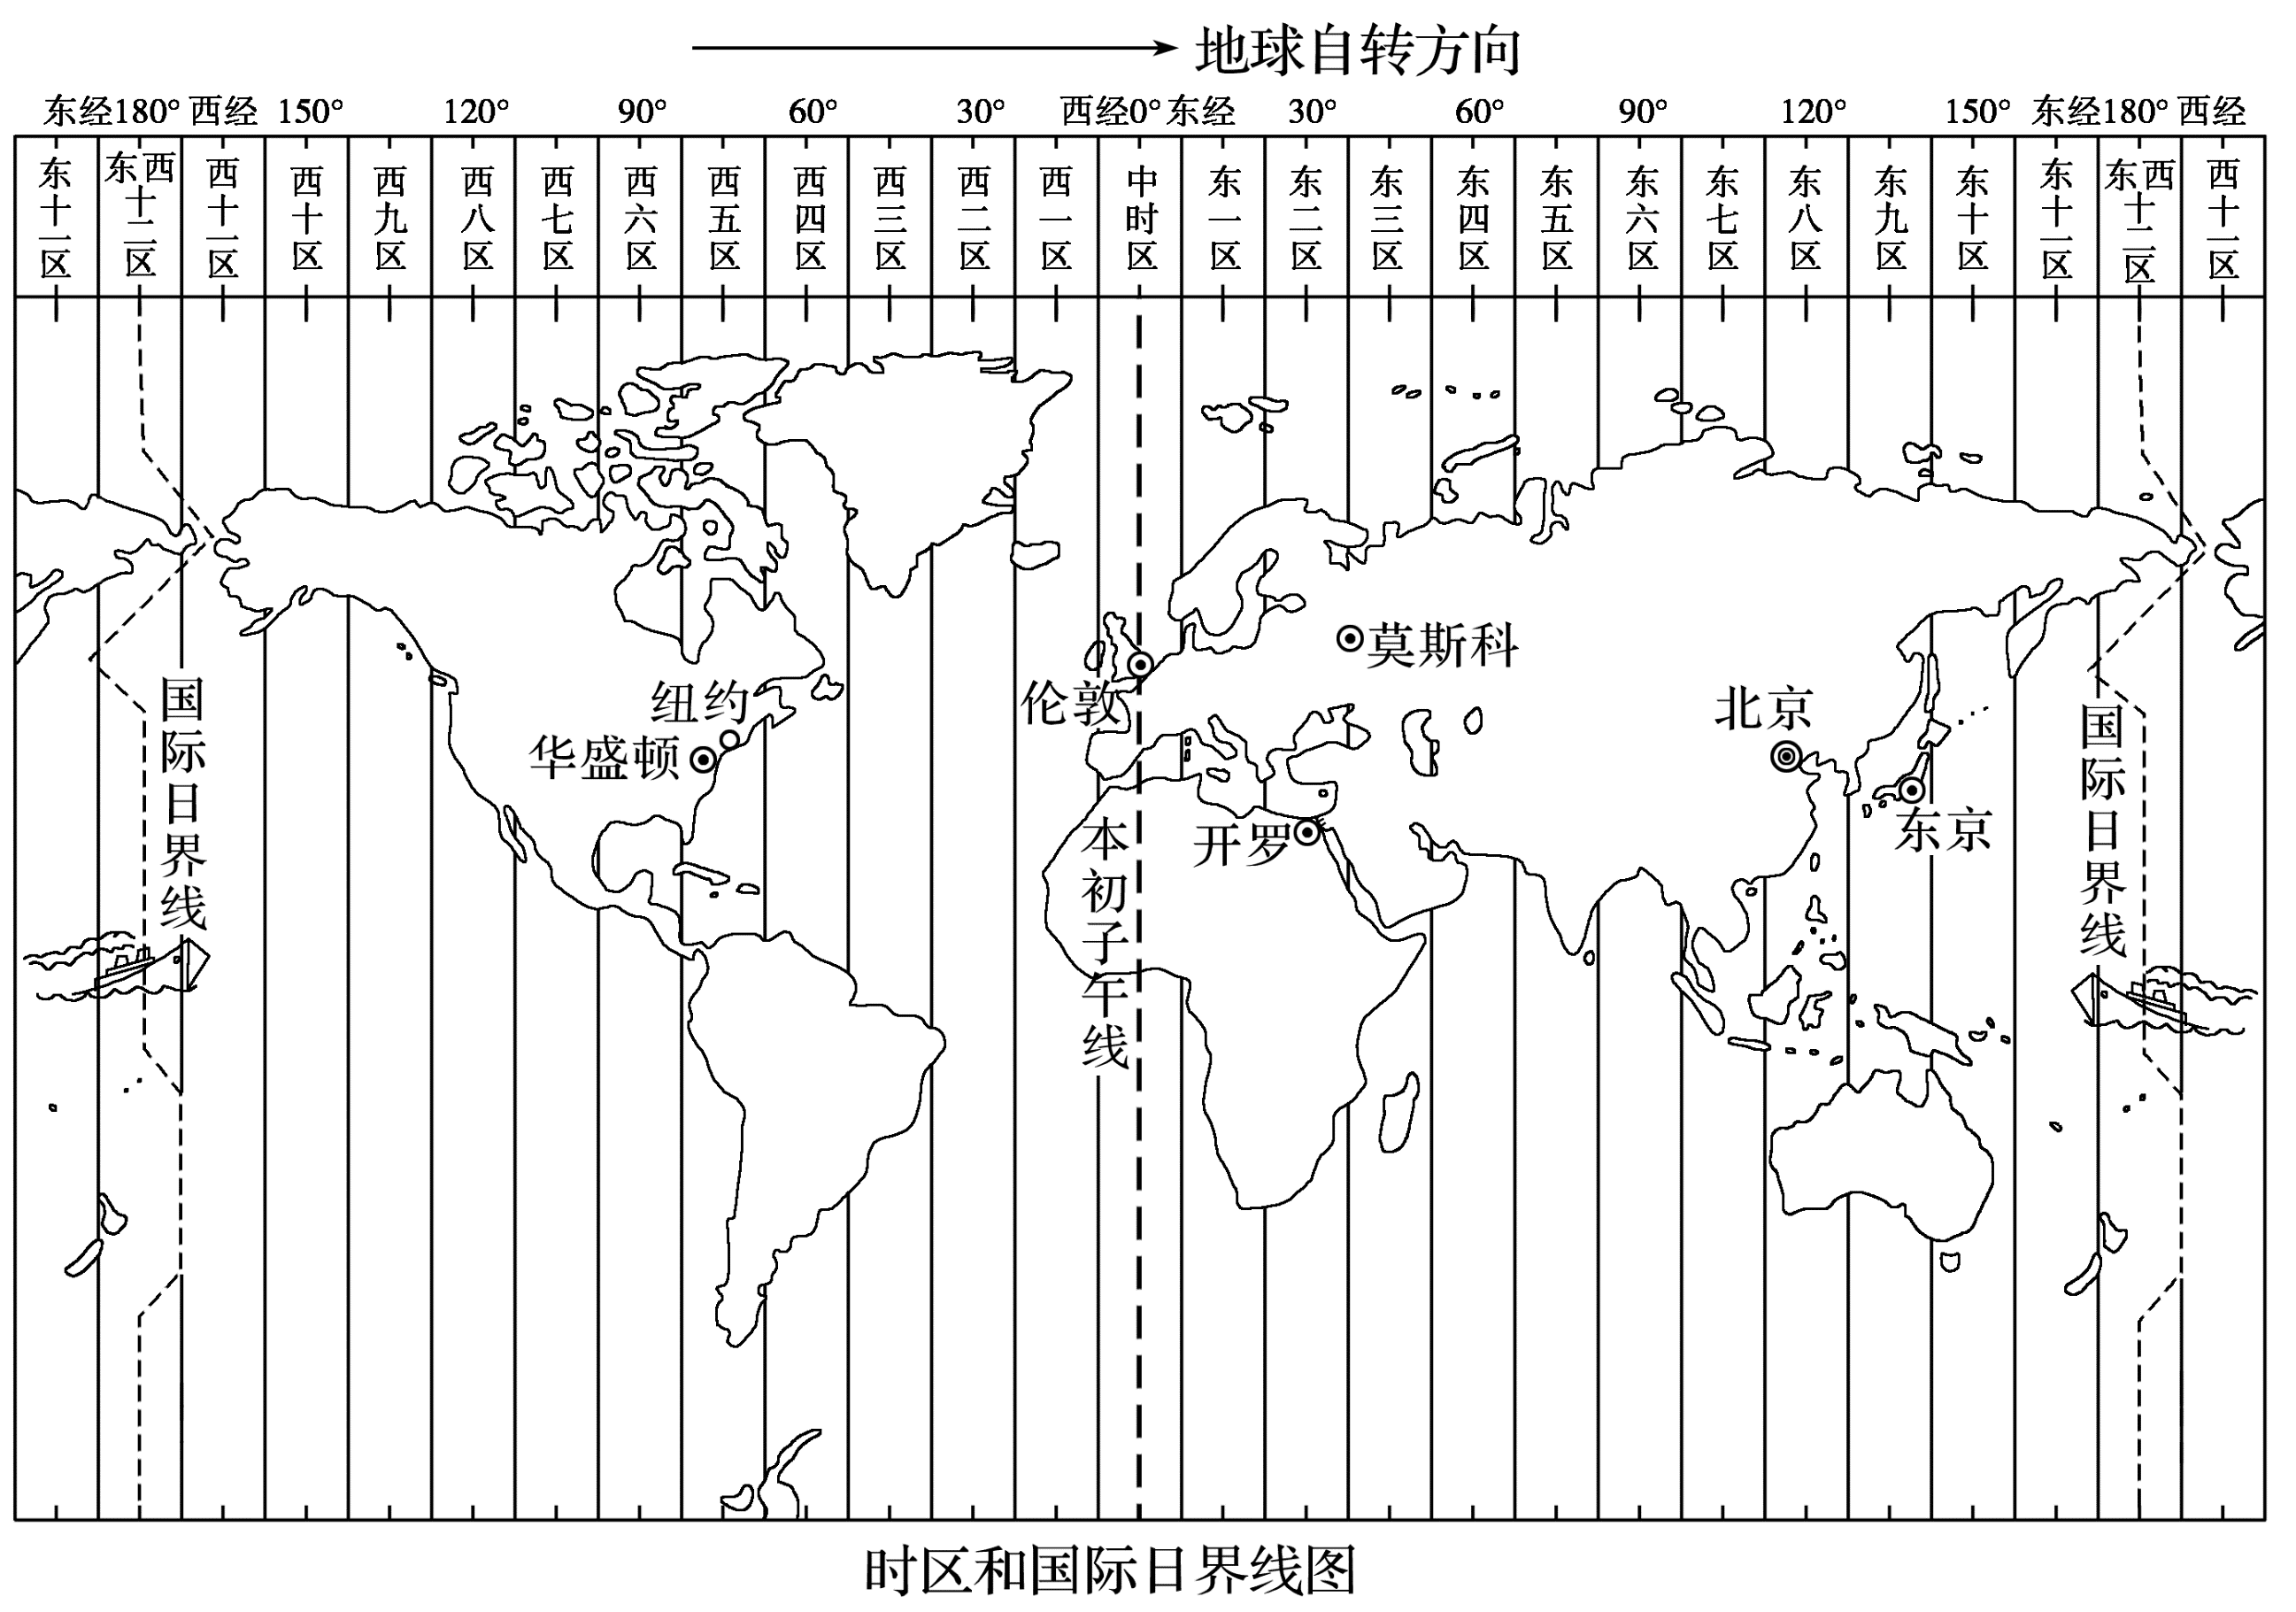 地球自转方向
东经180° 西经 150° 120° 90° 60° 30° 西经0° 东经 30° 60° 90° 120° 150° 东经180° 西经
东十一区
东西十二区
西十一区
西十区
西九区
西八区
西七区
西六区
西五区
西四区
西三区
西二区
西一区
中时区
东一区
东二区
东三区
东四区
东五区
东六区
东七区
东八区
东九区
东十区
东十一区
东西十二区
西十一区
国际日界线
纽约
华盛顿
伦敦
莫斯科
开罗
本初子午线
北京
东京
国际日界线
时区和国际日界线图